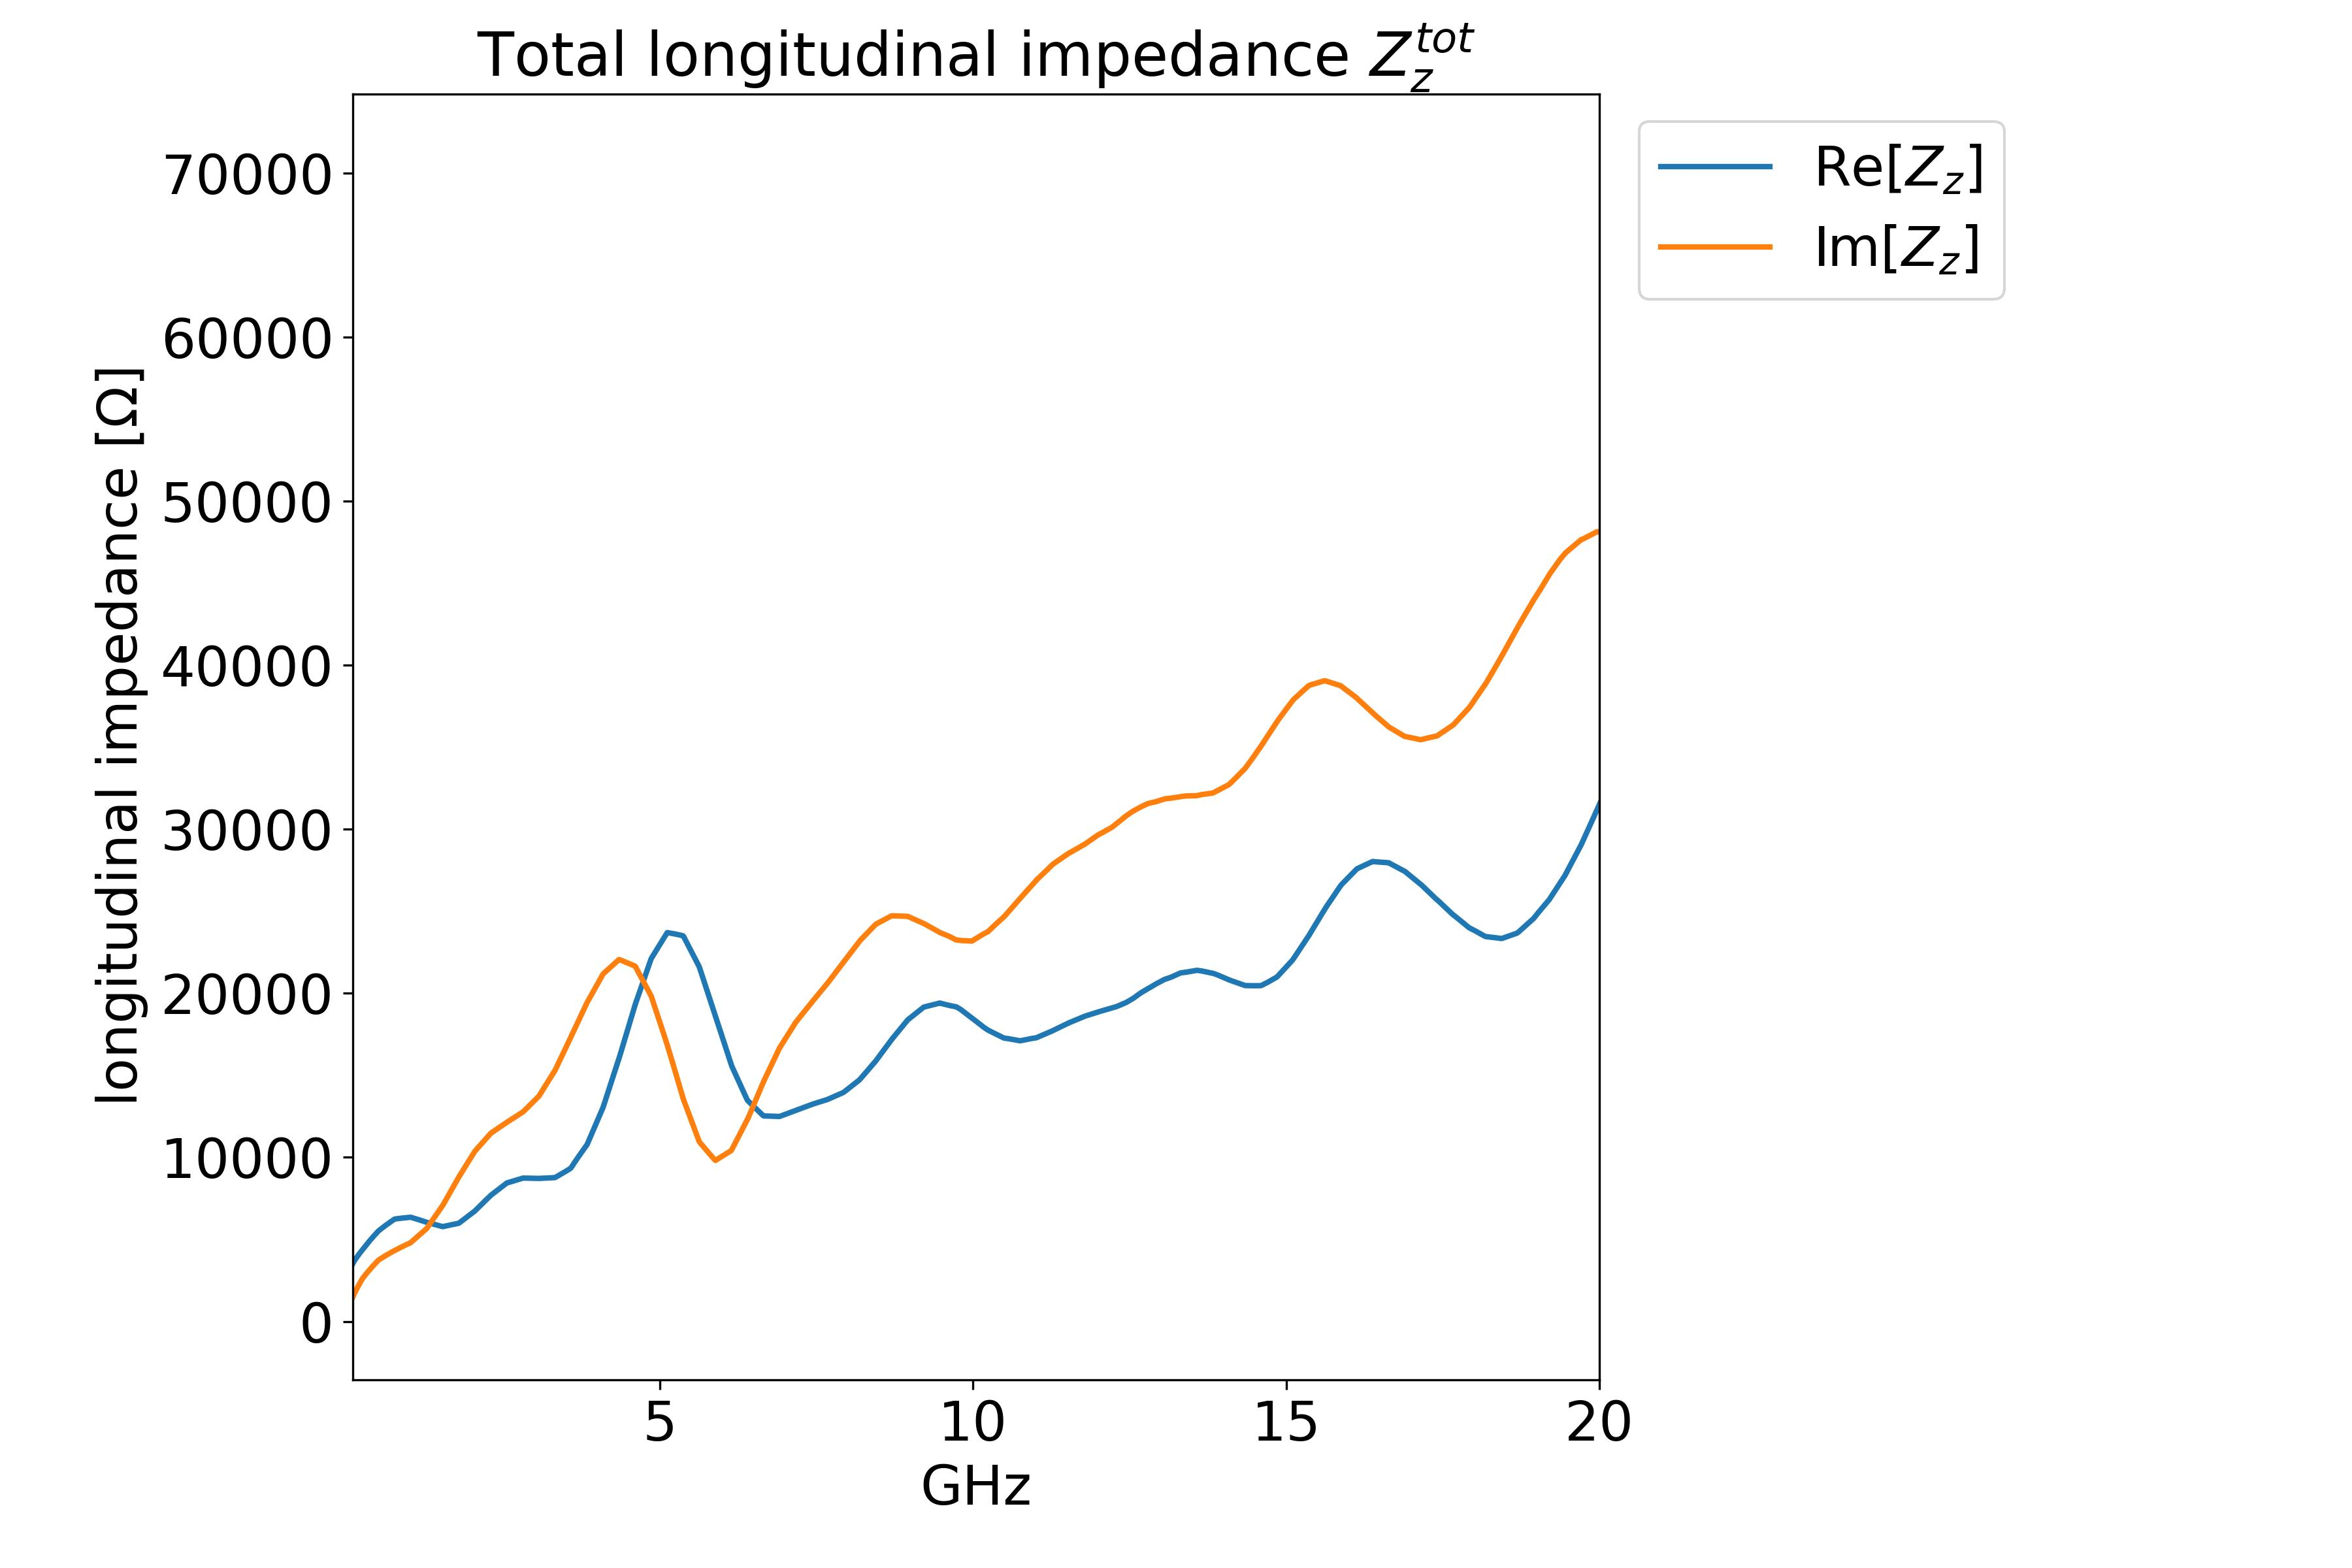 Total longitudinal impedance $Z_z^{tot}$
longitudinal impedance [Ω]
70000
60000
50000
40000
30000
20000
10000
0
5 10 15 20
GHz
Re[$Z_z$]
Im[$Z_z$]